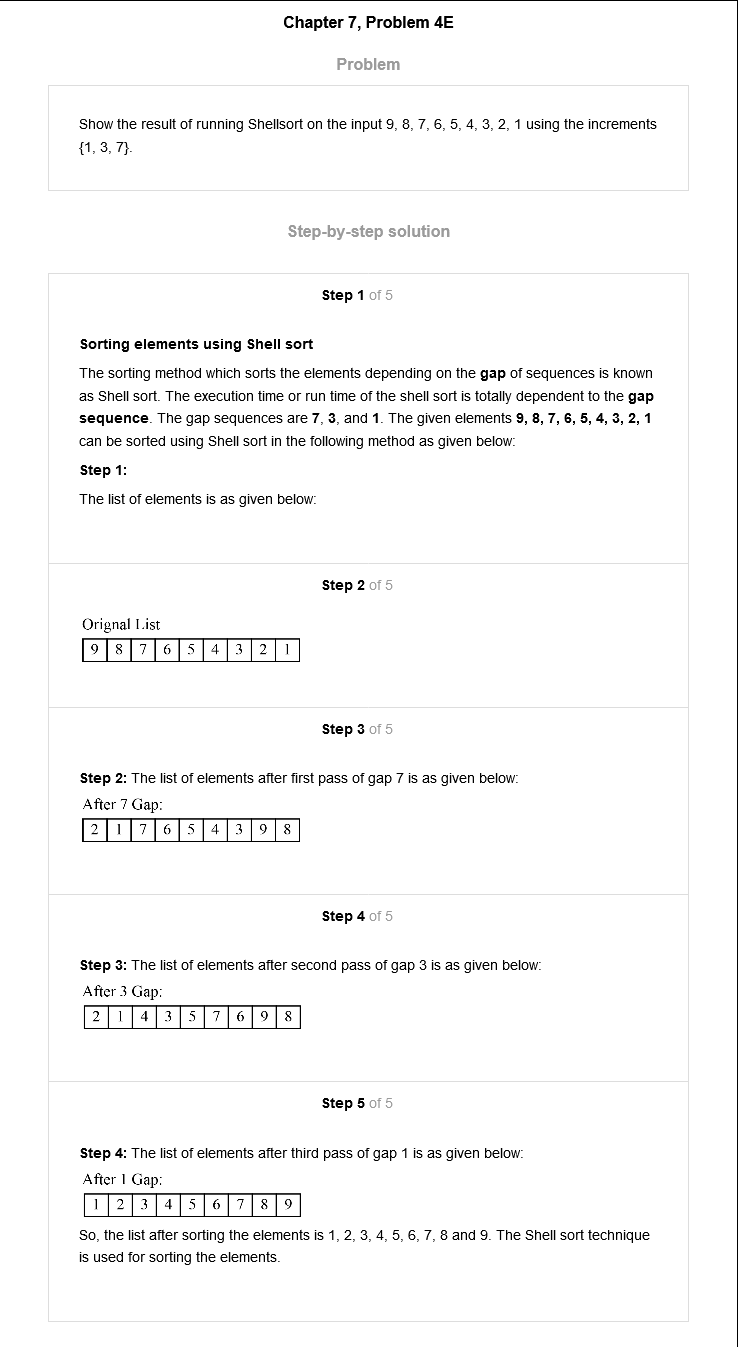 Chapter 7, Problem 4E
Problem
Show the result of running Shellsort on the input 9, 8, 7, 6, 5, 4, 3, 2, 1 using the increments
{1, 3, 7}.
Step-by-step solution
Step 1 of 5
Sorting elements using Shell sort
The sorting method which sorts the elements depending on the gap of sequences is known
as Shell sort. The execution time or run time of the shell sort is totally dependent to the gap
sequence. The gap sequences are 7, 3, and 1. The given elements 9, 8, 7, 6, 5, 4, 3, 2, 1
can be sorted using Shell sort in the following method as given below:
Step 1:
The list of elements is as given below:
Step 2 of 5
Orignal List
9 8 7 6 5 4 3 2 1
Step 3 of 5
Step 2: The list of elements after first pass of gap 7 is as given below:
After 7 Gap:
2 1 7 6 5 4 3 9 8
Step 4 of 5
Step 3: The list of elements after second pass of gap 3 is as given below:
After 3 Gap:
2 1 4 3 5 7 6 9 8
Step 5 of 5
Step 4: The list of elements after third pass of gap 1 is as given below:
After 1 Gap:
1 2 3 4 5 6 7 8 9
So, the list after sorting the elements is 1, 2, 3, 4, 5, 6, 7, 8 and 9. The Shell sort technique
is used for sorting the elements.